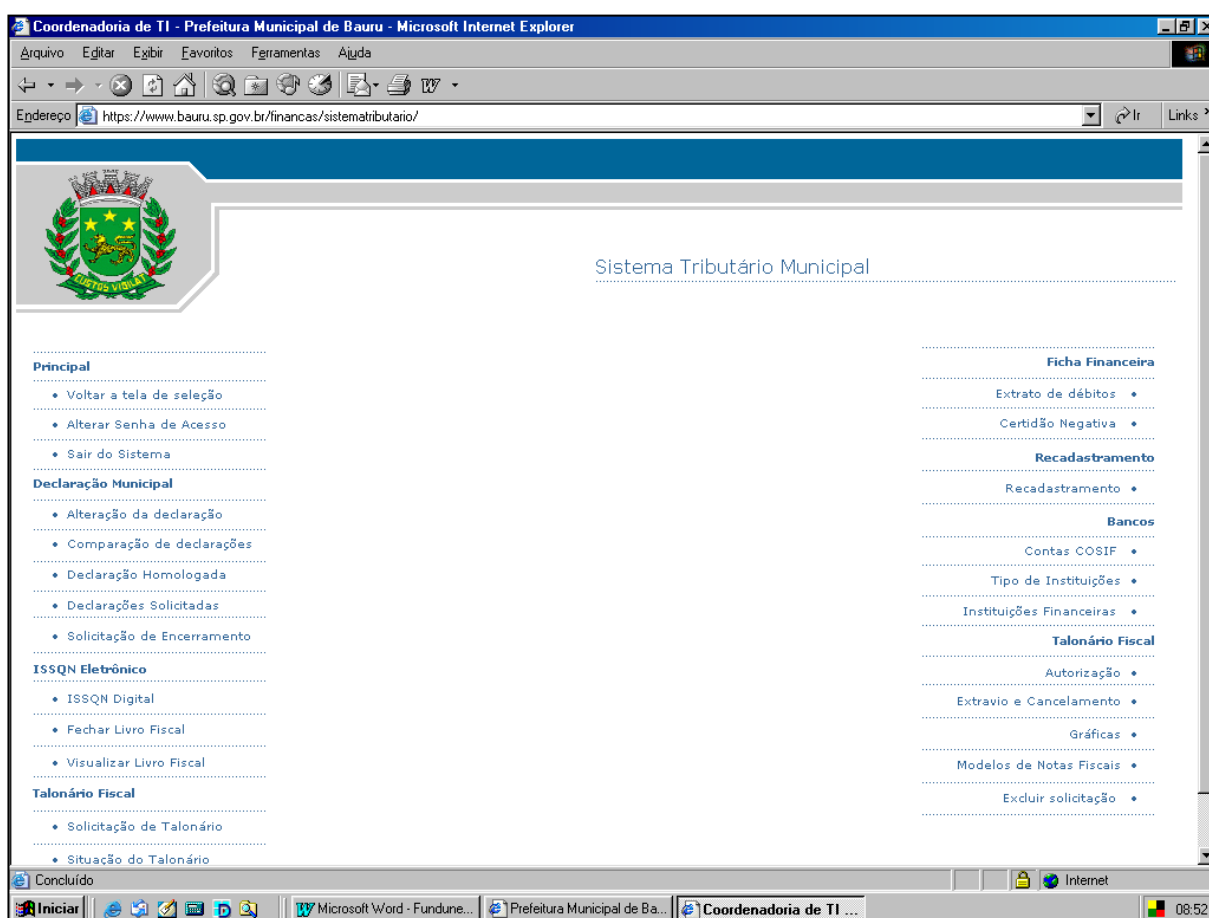 Coordenadoria de TI - Prefeitura Municipal de Bauru - Microsoft Internet Explorer
Arquivo Editar Exibir Favoritos Ferramentas Ajuda
Endereço https://www.bauru.sp.gov.br/financas/sistematributario/ Ir Links
CUSTOS VIGILAT
Sistema Tributário Municipal
Principal
Voltar a tela de seleção
Alterar Senha de Acesso
Sair do Sistema
Declaração Municipal
Alteração da declaração
Comparação de declarações
Declaração Homologada
Declarações Solicitadas
Solicitação de Encerramento
ISSQN Eletrônico
ISSQN Digital
Fechar Livro Fiscal
Visualizar Livro Fiscal
Talonário Fiscal
Solicitação de Talonário
Situação do Talonário
Ficha Financeira
Extrato de débitos
Certidão Negativa
Recadastramento
Recadastramento
Bancos
Contas COSIF
Tipo de Instituições
Instituições Financeiras
Talonário Fiscal
Autorização
Extravio e Cancelamento
Gráficas
Modelos de Notas Fiscais
Excluir solicitação
Concluído Internet
Iniciar Microsoft Word - Fundune... Prefeitura Municipal de Ba... Coordenadoria de TI ... 08:52